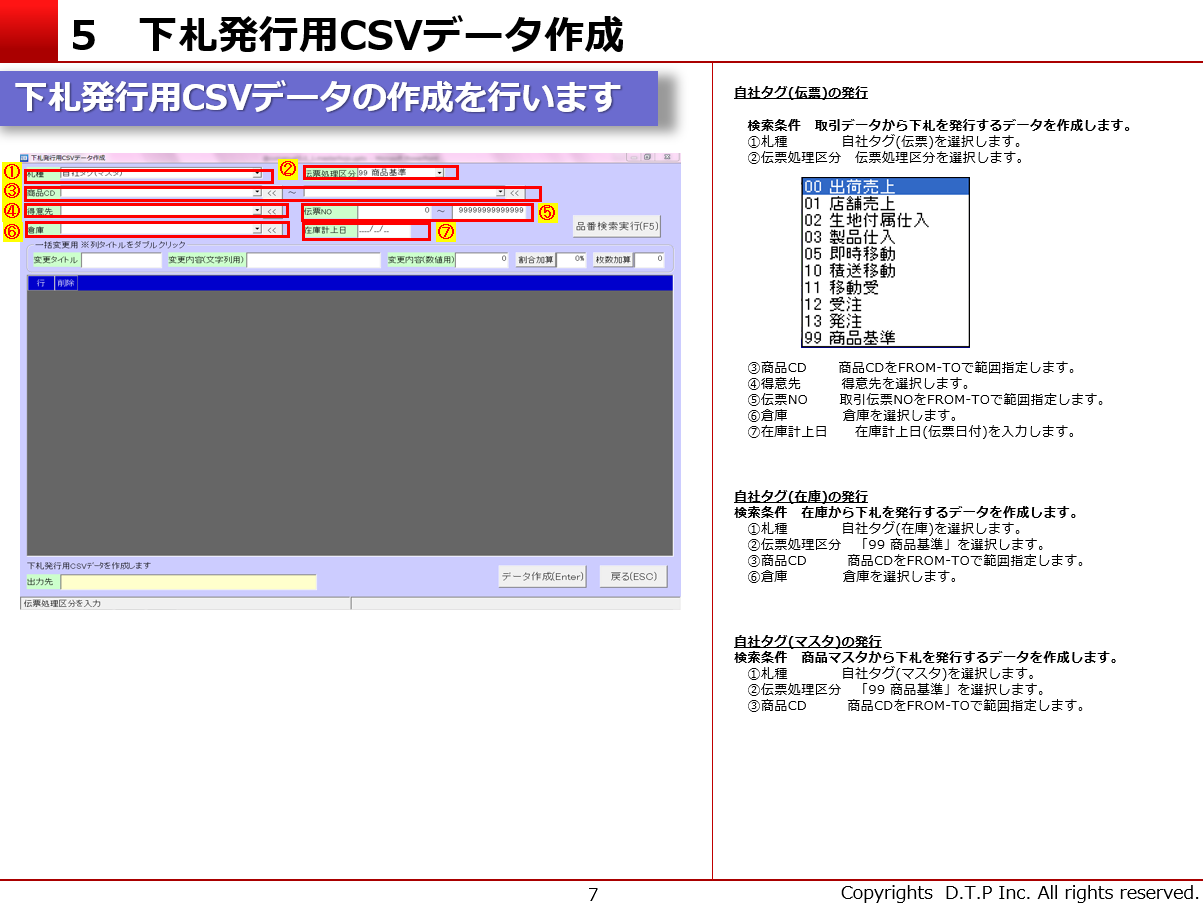 5　下札発行用CSVデータ作成
下札発行用CSVデータの作成を行います
下札発行用CSVデータ作成
① 札種 自社タグ(マスタ) ② 伝票処理区分 99 商品基準
③ 商品CD << ～ <<
④ 得意先 << 伝票NO 0 ～ 99999999999999 ⑤
⑥ 倉庫 << 在庫計上日 __/_/_ ⑦ 品番検索実行(F5)
一括変更用 ※列タイトルをダブルクリック
変更タイトル 変更内容(文字列用) 変更内容(数値用) 0 割合加算 0% 枚数加算 0
行 削除
下札発行用CSVﾃﾞｰﾀを作成します
出力先 データ作成(Enter) 戻る(ESC)
伝票処理区分を入力
自社タグ(伝票)の発行
検索条件　取引データから下札を発行するデータを作成します。
①札種　自社タグ(伝票)を選択します。
②伝票処理区分　伝票処理区分を選択します。
00 出荷売上
01 店舗売上
02 生地付属仕入
03 製品仕入
05 即時移動
10 積送移動
11 移動受
12 受注
13 発注
99 商品基準
③商品CD　商品CDをFROM-TOで範囲指定します。
④得意先　得意先を選択します。
⑤伝票NO　取引伝票NOをFROM-TOで範囲指定します。
⑥倉庫　倉庫を選択します。
⑦在庫計上日　在庫計上日(伝票日付)を入力します。
自社タグ(在庫)の発行
検索条件　在庫から下札を発行するデータを作成します。
①札種　自社タグ(在庫)を選択します。
②伝票処理区分　「99 商品基準」を選択します。
③商品CD　商品CDをFROM-TOで範囲指定します。
⑥倉庫　倉庫を選択します。
自社タグ(マスタ)の発行
検索条件　商品マスタから下札を発行するデータを作成します。
①札種　自社タグ(マスタ)を選択します。
②伝票処理区分　「99 商品基準」を選択します。
③商品CD　商品CDをFROM-TOで範囲指定します。
7
Copyrights D.T.P Inc. All rights reserved.